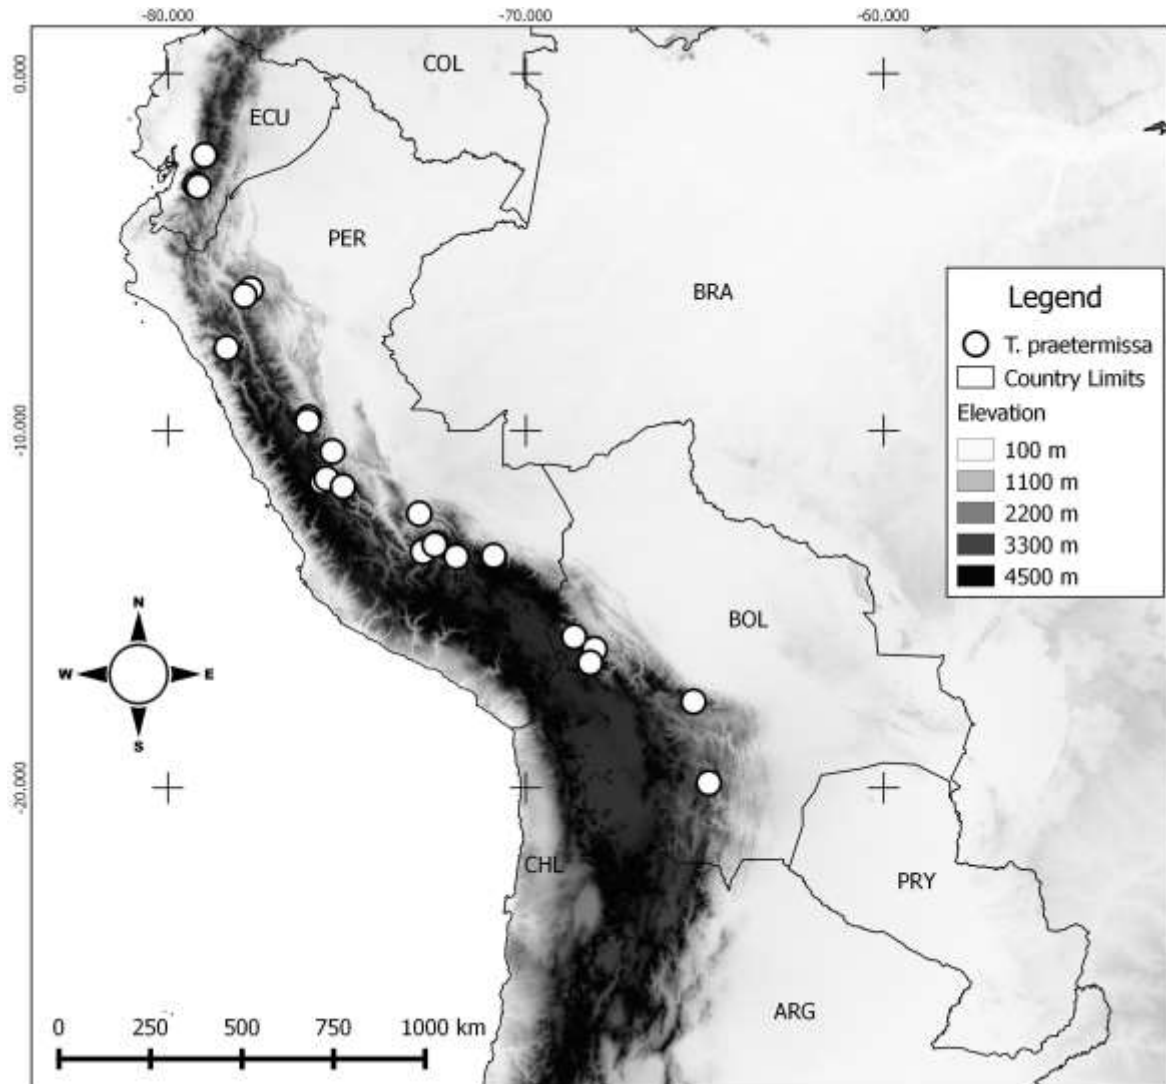 -80.000 -70.000 -60.000
0.000
COL
ECU
PER
BRA
Legend
T. praetermissa
Country Limits
Elevation
100 m
1100 m
2200 m
3300 m
4500 m
-10.000
N
W E
S
BOL
-20.000
CHL
PRY
ARG
0 250 500 750 1000 km